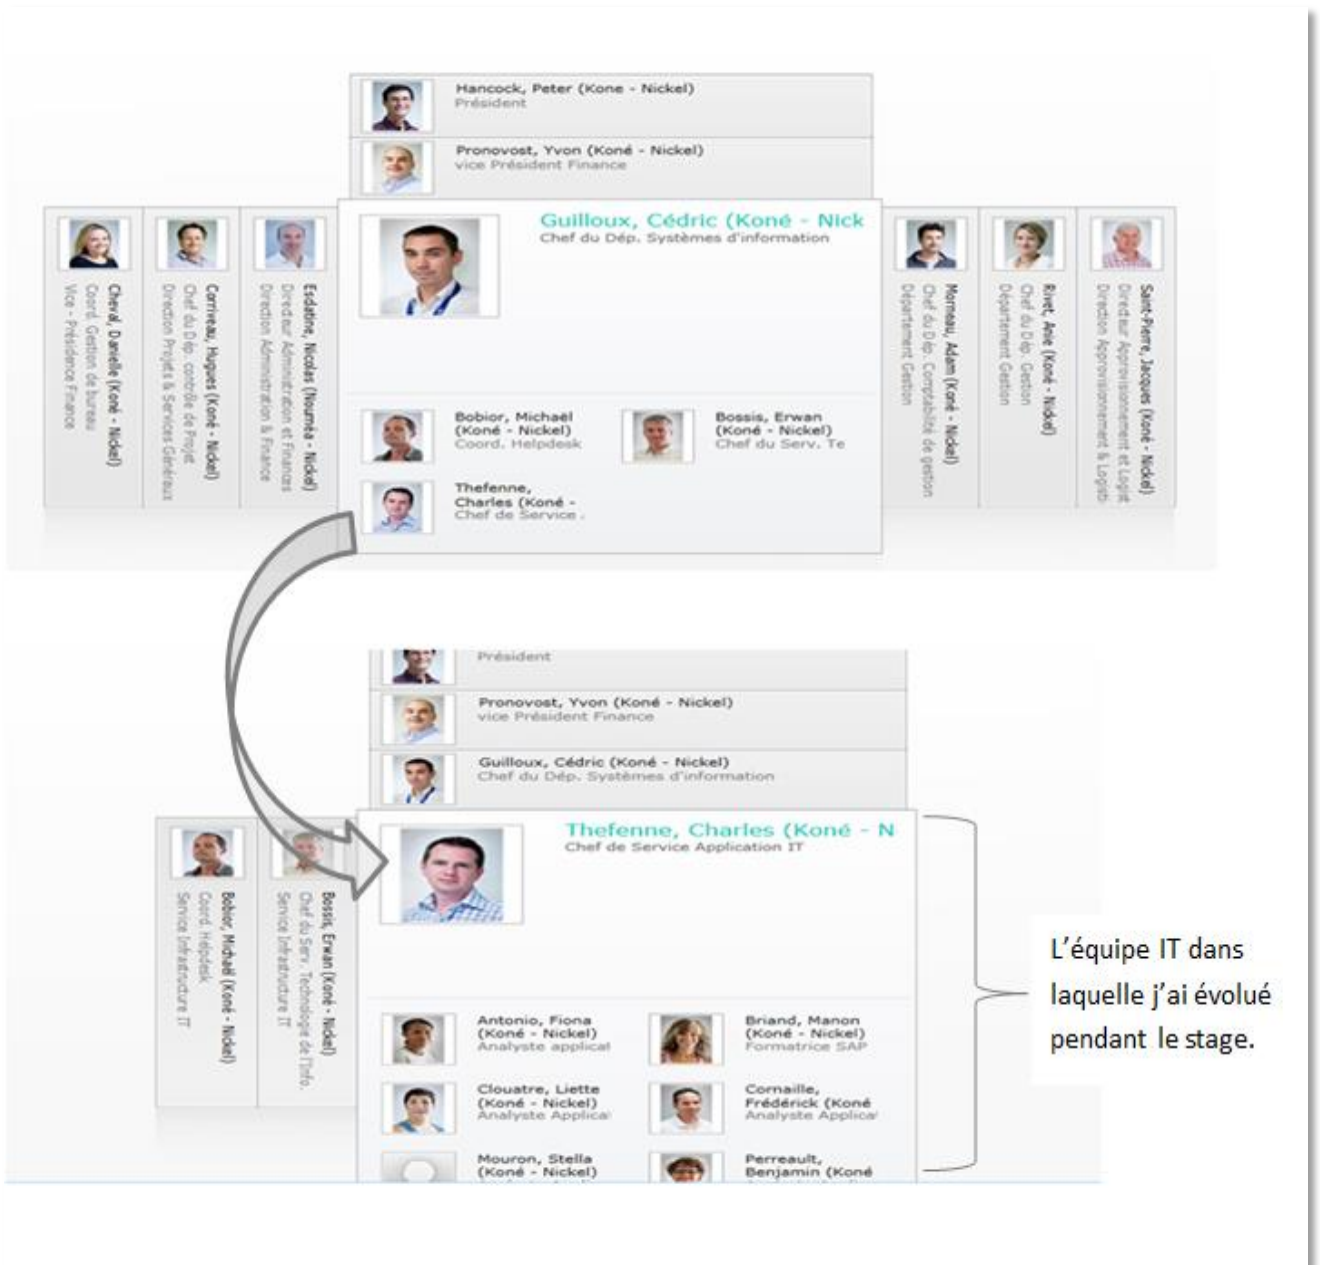 Hancock, Peter (Kone - Nickel)
Président
Pronovost, Yvon (Koné - Nickel)
vice Président Finance
Cheval, Danielle (Koné - Nickel)
Coord. Gestion de bureau
Vice - Présidence Finance
Corriveau, Hugues (Koné - Nickel)
Chef du Dép. contrôle de Projet
Direction Projets & Services Généraux
Esdatine, Nicolas (Nouméa - Nickel)
Directeur Administration et Finances
Direction Administration & Finance
Guilloux, Cédric (Koné - Nick
Chef du Dép. Systèmes d'information
Bobior, Michaël
(Koné - Nickel)
Coord. Helpdesk
Bossis, Erwan
(Koné - Nickel)
Chef du Serv. Te
Thefenne,
Charles (Koné -
Chef de Service
Morneau, Adam (Koné - Nickel)
Chef du Dép. Comptabilité de gestion
Département Gestion
Rivet, Anie (Koné - Nickel)
Chef du Dép. Gestion
Département Gestion
Saint-Pierre, Jacques (Koné - Nickel)
Directeur Approvisionnement et Logist
Direction Approvisionnement & Logisti
Président
Pronovost, Yvon (Koné - Nickel)
vice Président Finance
Guilloux, Cédric (Koné - Nickel)
Chef du Dép. Systèmes d'information
Bobior, Michaël (Koné - Nickel)
Coord. Helpdesk
Service Infrastructure IT
Bossis, Erwan (Koné - Nickel)
Chef du Serv. Technologie de l'Info.
Service Infrastructure IT
Thefenne, Charles (Koné - N
Chef de Service Application IT
Antonio, Fiona
(Koné - Nickel)
Analyste applicat
Briand, Manon
(Koné - Nickel)
Formatrice SAP
Clouatre, Liette
(Koné - Nickel)
Analyste Applica
Cornaille,
Frédérick (Koné
Analyste Applica
Mouron, Stella
(Koné - Nickel)
Perreault,
Benjamin (Koné
L'équipe IT dans
laquelle j'ai évolué
pendant le stage.